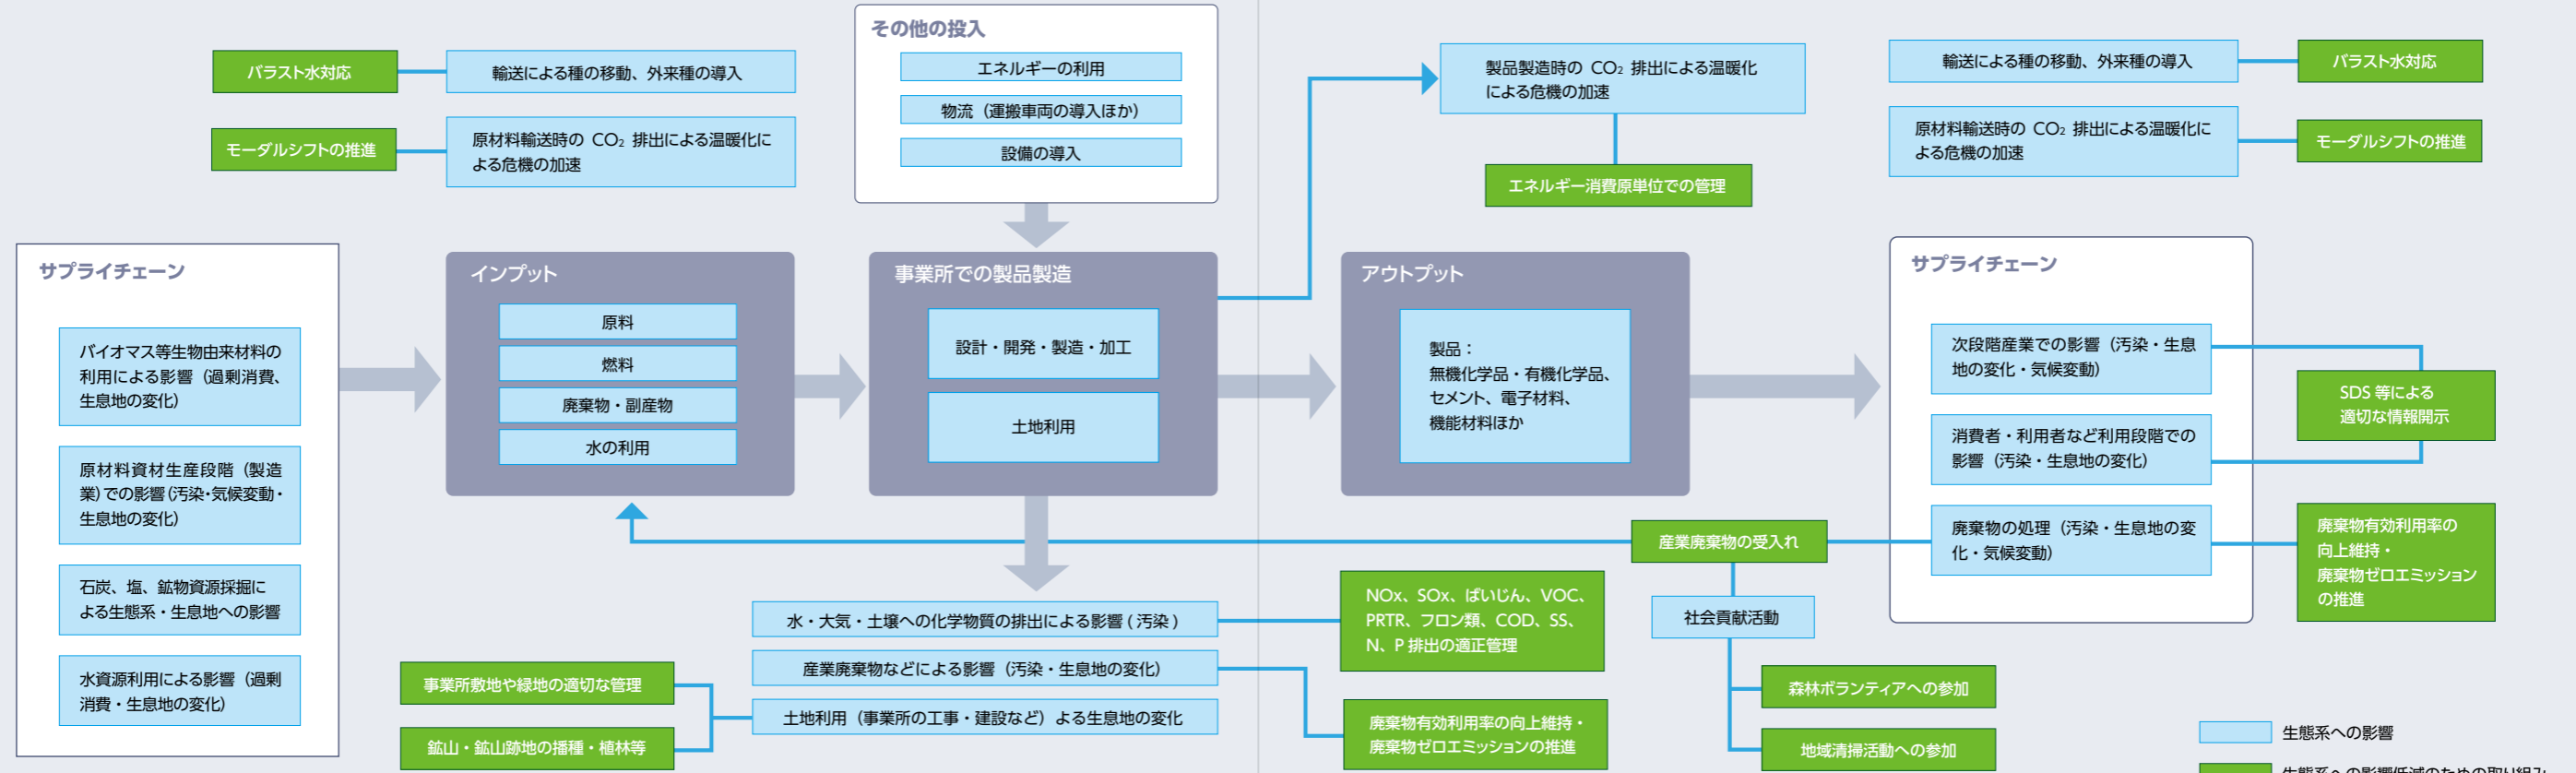 バラスト水対応
輸送による種の移動、外来種の導入
モーダルシフトの推進
原材料輸送時の CO₂ 排出による温暖化に
よる危機の加速
その他の投入
エネルギーの利用
物流（運搬車両の導入ほか）
設備の導入
製品製造時の CO₂ 排出による温暖化
による危機の加速
エネルギー消費原単位での管理
輸送による種の移動、外来種の導入
バラスト水対応
原材料輸送時の CO₂ 排出による温暖化に
よる危機の加速
モーダルシフトの推進
サプライチェーン
バイオマス等生物由来材料の
利用による影響（過剰消費、
生息地の変化）
原材料資材生産段階（製造
業）での影響（汚染・気候変動・
生息地の変化）
石炭、塩、鉱物資源採掘に
よる生態系・生息地への影響
水資源利用による影響（過剰
消費・生息地の変化）
インプット
原料
燃料
廃棄物・副産物
水の利用
事業所での製品製造
設計・開発・製造・加工
土地利用
アウトプット
製品：
無機化学品・有機化学品、
セメント、電子材料、
機能材料ほか
サプライチェーン
次段階産業での影響（汚染・生息
地の変化・気候変動）
消費者・利用者など利用段階での
影響（汚染・生息地の変化）
廃棄物の処理（汚染・生息地の変
化・気候変動）
SDS 等による
適切な情報開示
廃棄物有効利用率の
向上維持・
廃棄物ゼロエミッション
の推進
産業廃棄物の受入れ
社会貢献活動
森林ボランティアへの参加
地域清掃活動への参加
水・大気・土壌への化学物質の排出による影響 ( 汚染 )
産業廃棄物などによる影響（汚染・生息地の変化）
土地利用（事業所の工事・建設など）よる生息地の変化
事業所敷地や緑地の適切な管理
鉱山・鉱山跡地の播種・植林等
NOx、SOx、ばいじん、VOC、
PRTR、フロン類、COD、SS、
N、P 排出の適正管理
廃棄物有効利用率の向上維持・
廃棄物ゼロエミッションの推進
生態系への影響
生態系への影響低減のための取り組み